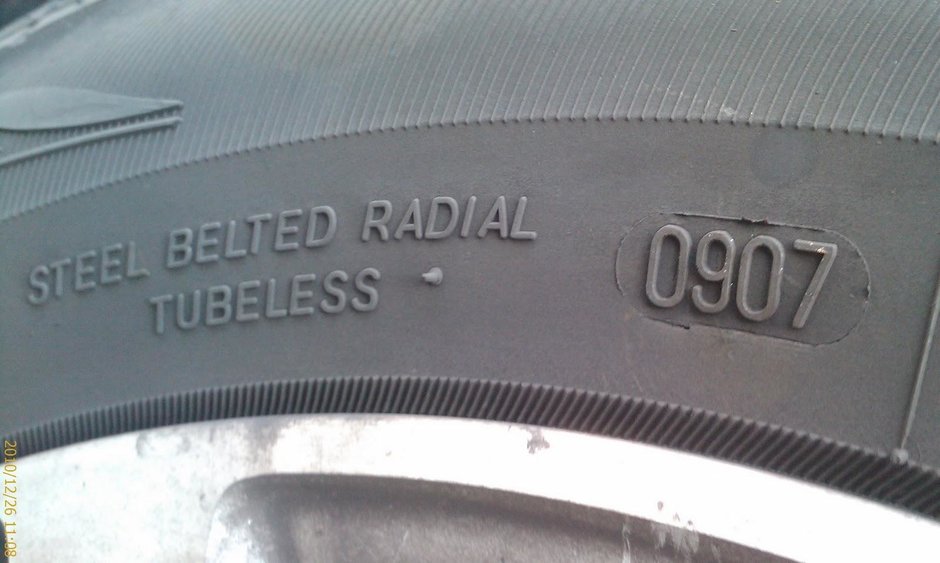 STEEL BELTED RADIAL
TUBELESS
0907
2010/12/26 11:08